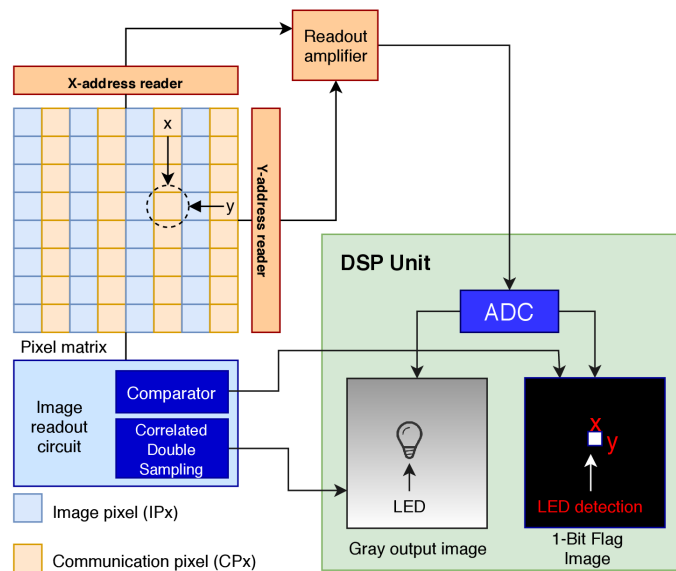 Readout
amplifier
X-address reader
x
y
Y-address reader
DSP Unit
ADC
Pixel matrix
Image
readout
circuit
Comparator
Correlated
Double
Sampling
LED
x
y
LED detection
Gray output image
1-Bit Flag
Image
Image pixel (IPx)
Communication pixel (CPx)